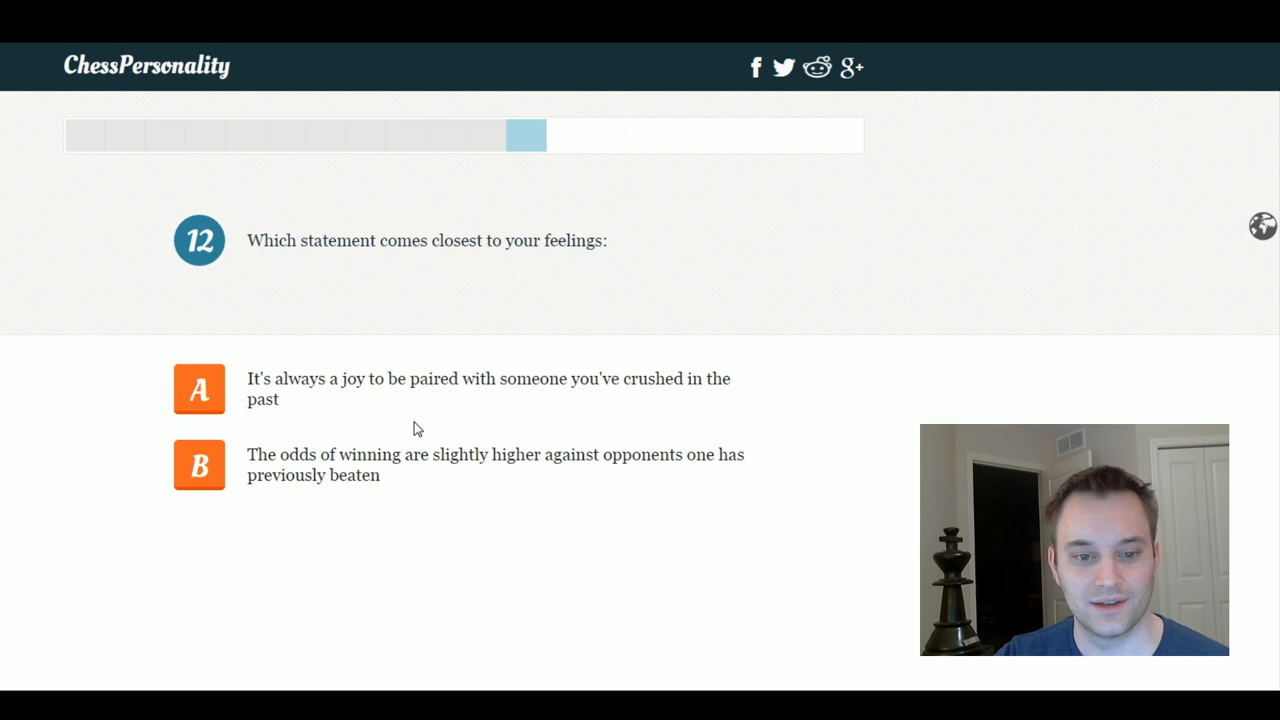 ChessPersonality
f
g+
12
Which statement comes closest to your feelings:
A
It's always a joy to be paired with someone you've crushed in the
past
B
The odds of winning are slightly higher against opponents one has
previously beaten